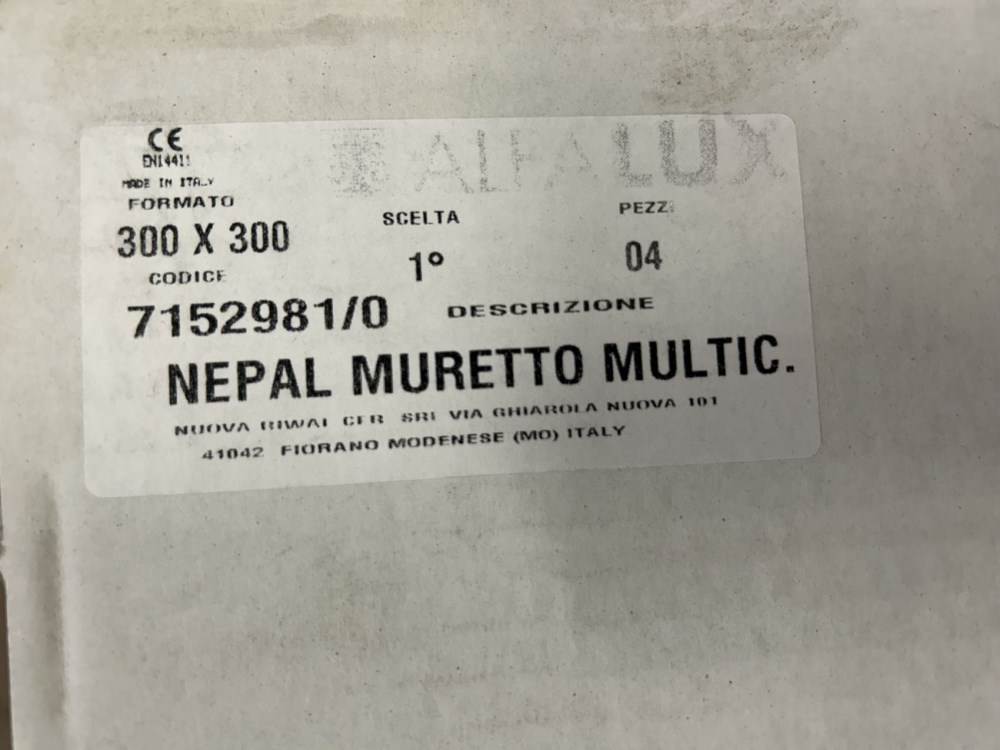 CE
EN14411
ALFALUX
MADE IN ITALY
FORMATO
SCELTA
PEZZI
300 X 300
1°
04
CODICE
7152981/0
DESCRIZIONE
NEPAL MURETTO MULTIC.
NUOVA RIWAL CER SRL VIA GHIAROLA NUOVA 101
41042 FIORANO MODENESE (MO) ITALY